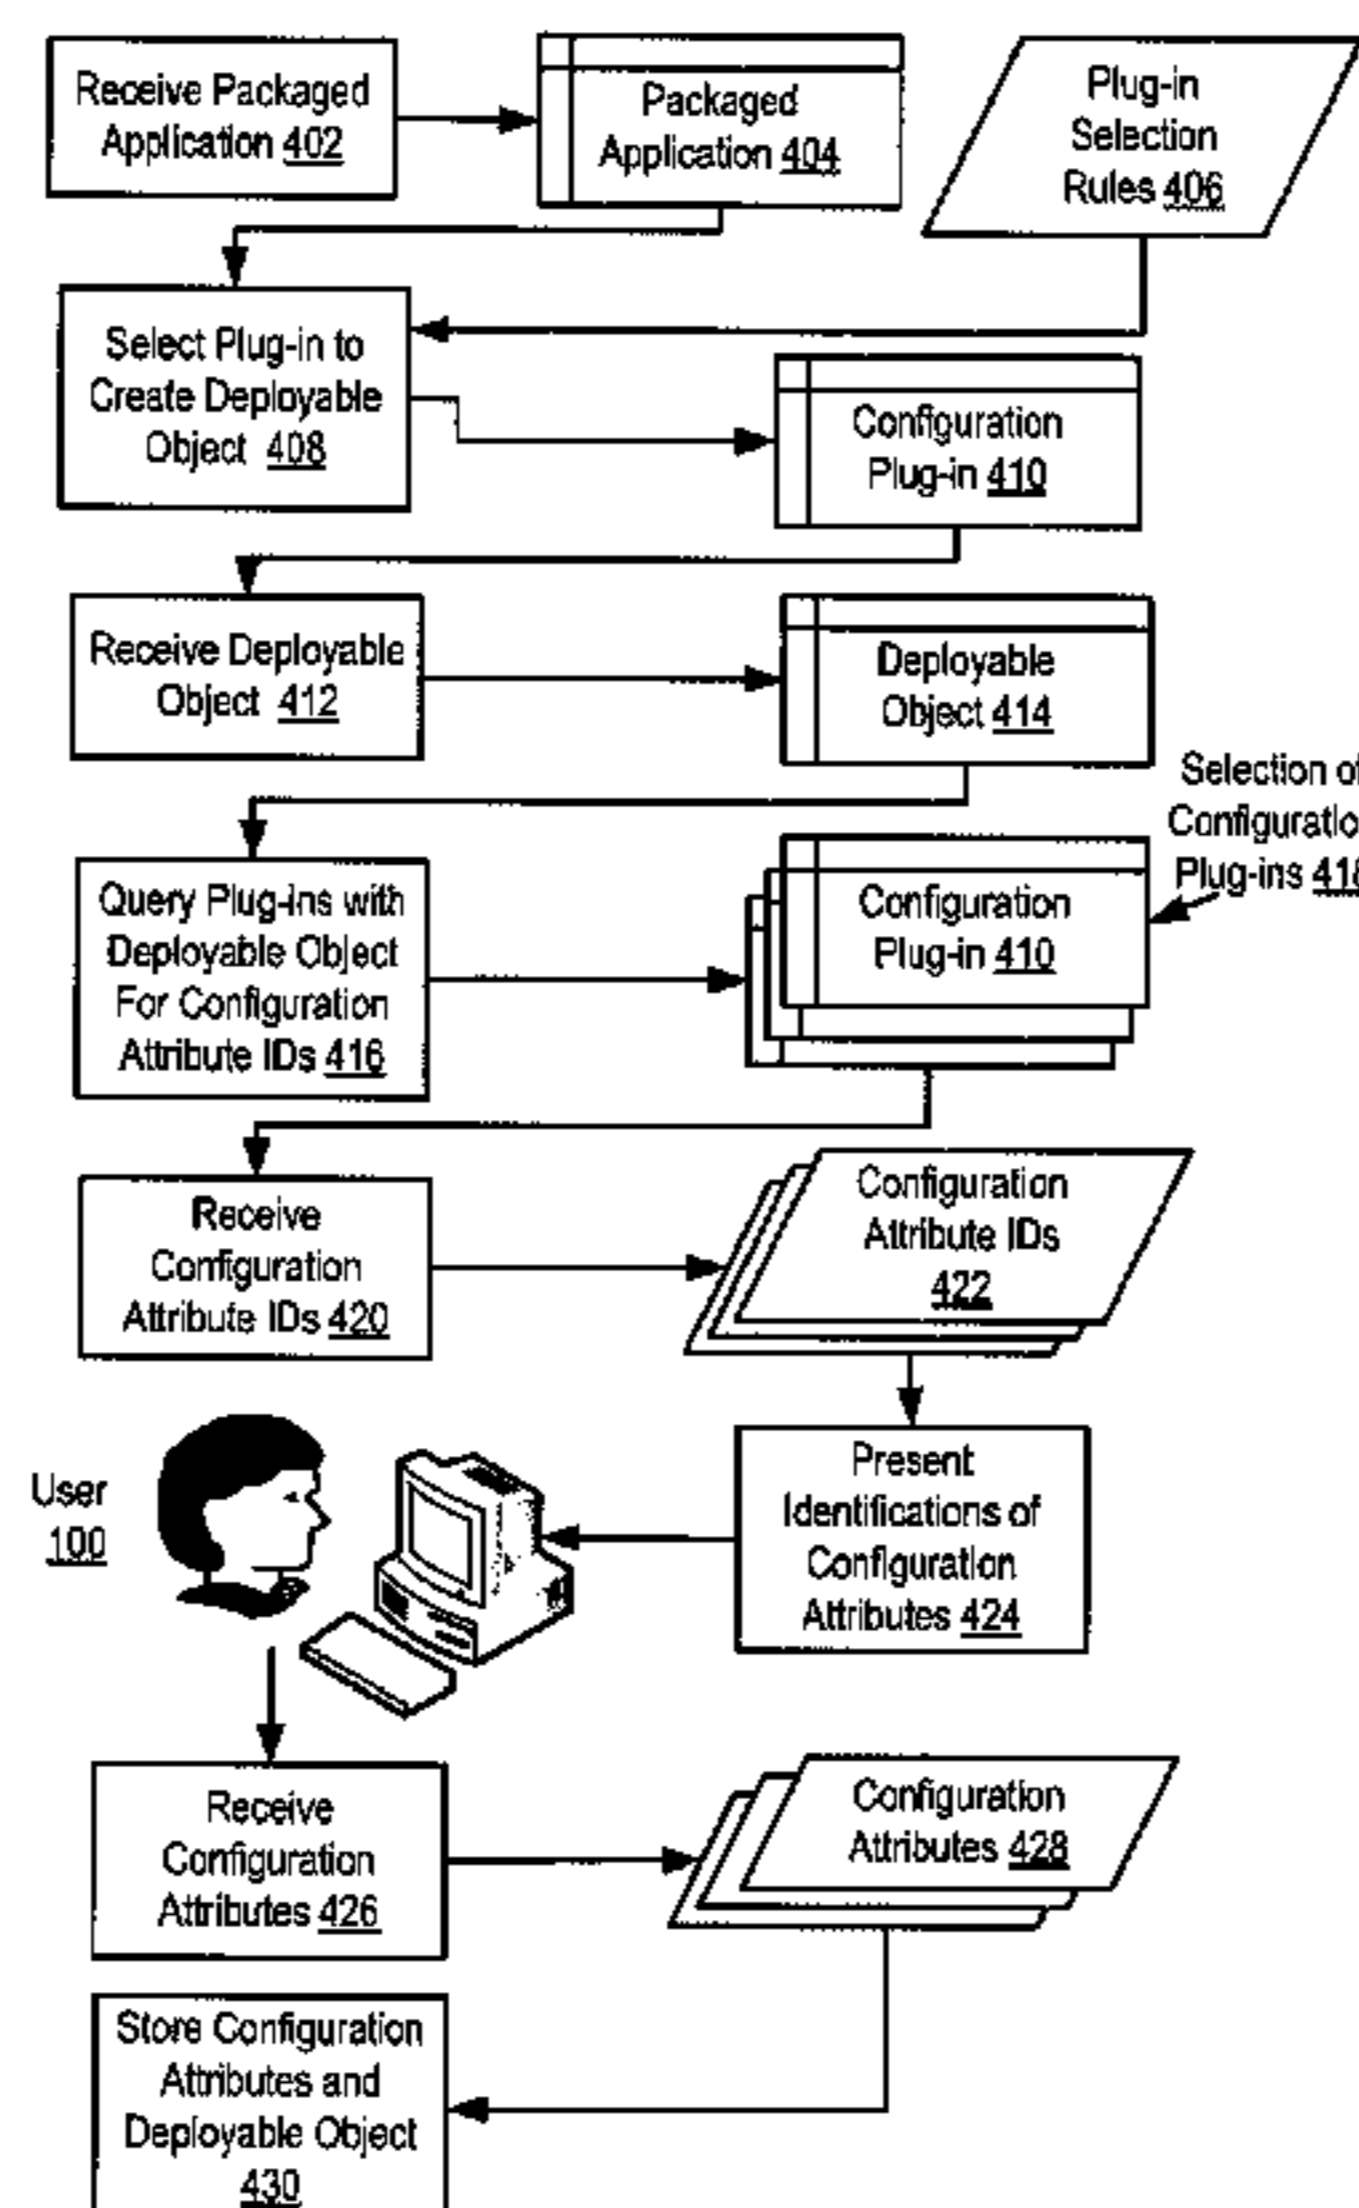 Receive Packaged
Application 402
Packaged
Application 404
Plug-in
Selection
Rules 406
Select Plug-in to
Create Deployable
Object 408
Configuration
Plug-in 410
Receive Deployable
Object 412
Deployable
Object 414
Selection of
Plug-ins
Query Plug-ins with
Deployable Object
For Configuration
Attribute IDs 416
Configuration
Plug-in 410
Receive
Configuration
Attribute IDs 420
Configuration
Attribute IDs
422
User
100
Present
Identifications of
Configuration
Attributes 424
Receive
Configuration
Attributes 426
Configuration
Attributes 428
Store Configuration
Attributes and
Deployable Object
430